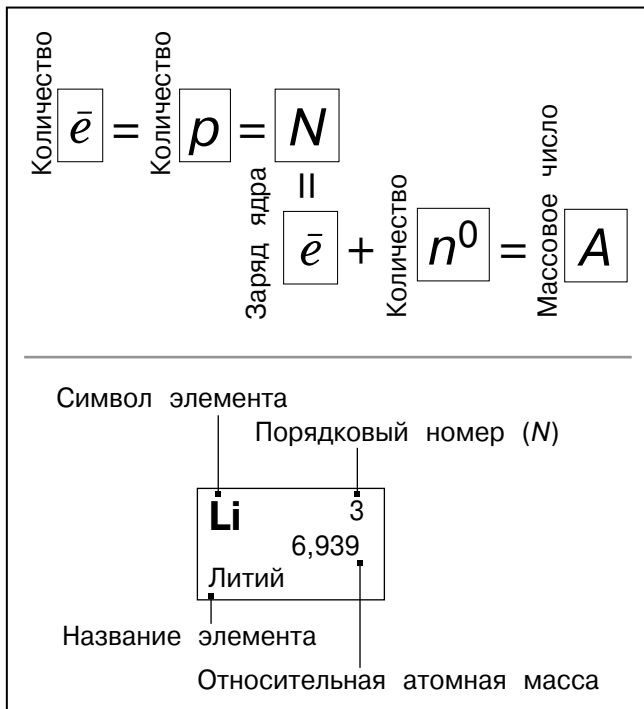 Количество ē = Количество p = N
=
Заряд ядра ē + Количество n⁰ = Массовое число A
Символ элемента
Порядковый номер (N)
Li 3
6,939
Литий
Название элемента
Относительная атомная масса